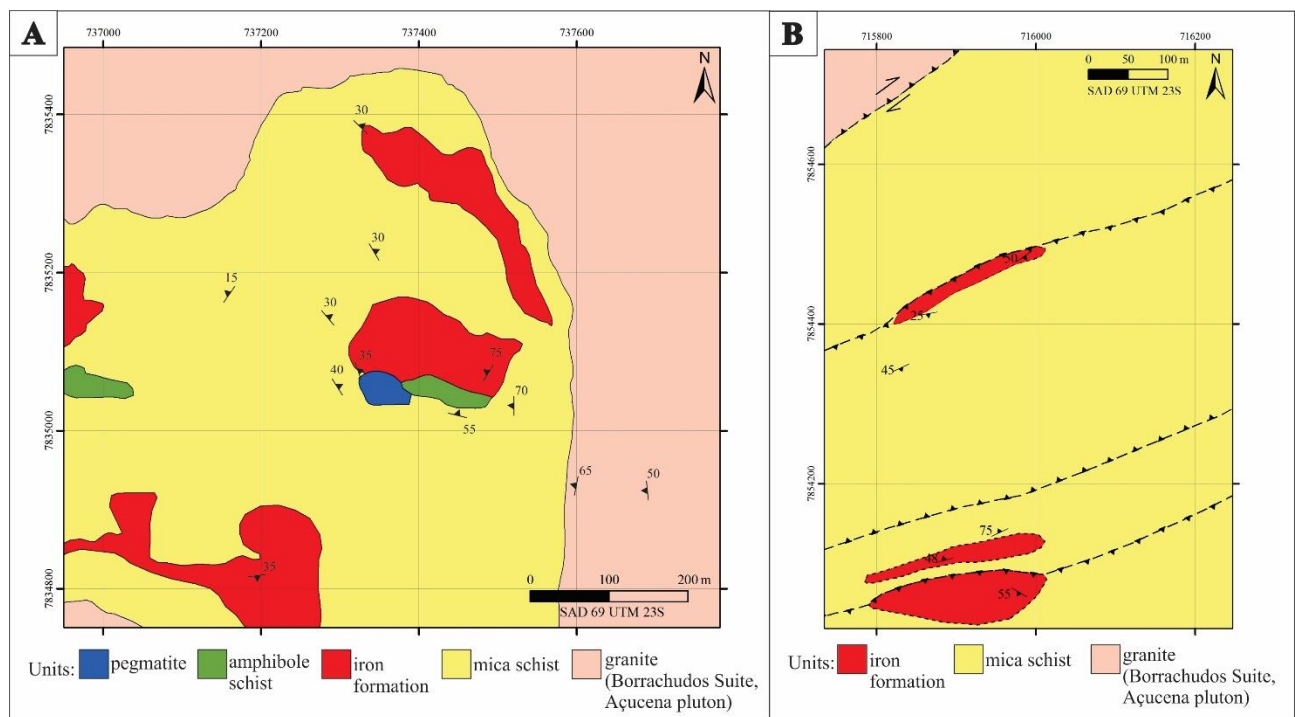 A
737000 737200 737400 737600
N
30
7835400
30
7835200
15
30
35
75
40
70
7835000
55
65 50
35
7834800
0 100 200 m
SAD 69 UTM 23S
Units: pegmatite amphibole schist iron formation mica schist granite (Borrachudos Suite, Açucena pluton)
B
715800 716000 716200
N
0 50 100 m
SAD 69 UTM 23S
7854600
50
25
7854400
45
7854200
75
48
55
Units: iron formation mica schist granite (Borrachudos Suite, Açucena pluton)